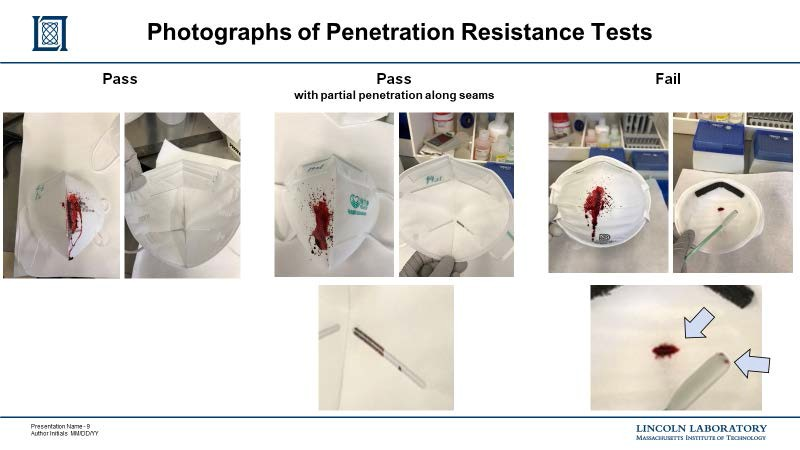 Photographs of Penetration Resistance Tests
Pass
Pass
with partial penetration along seams
Fail
Presentation Name - 9
Author Initials MM/DD/YY
LINCOLN LABORATORY
MASSACHUSETTS INSTITUTE OF TECHNOLOGY